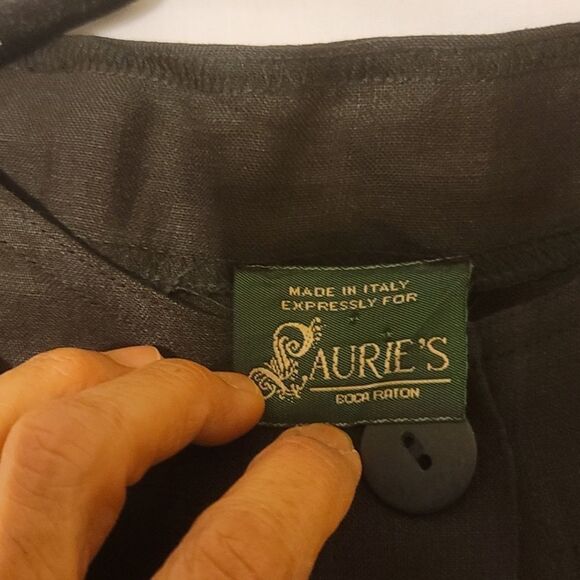 MADE IN ITALY
EXPRESSLY FOR
LAURIE'S
BOCA RATON